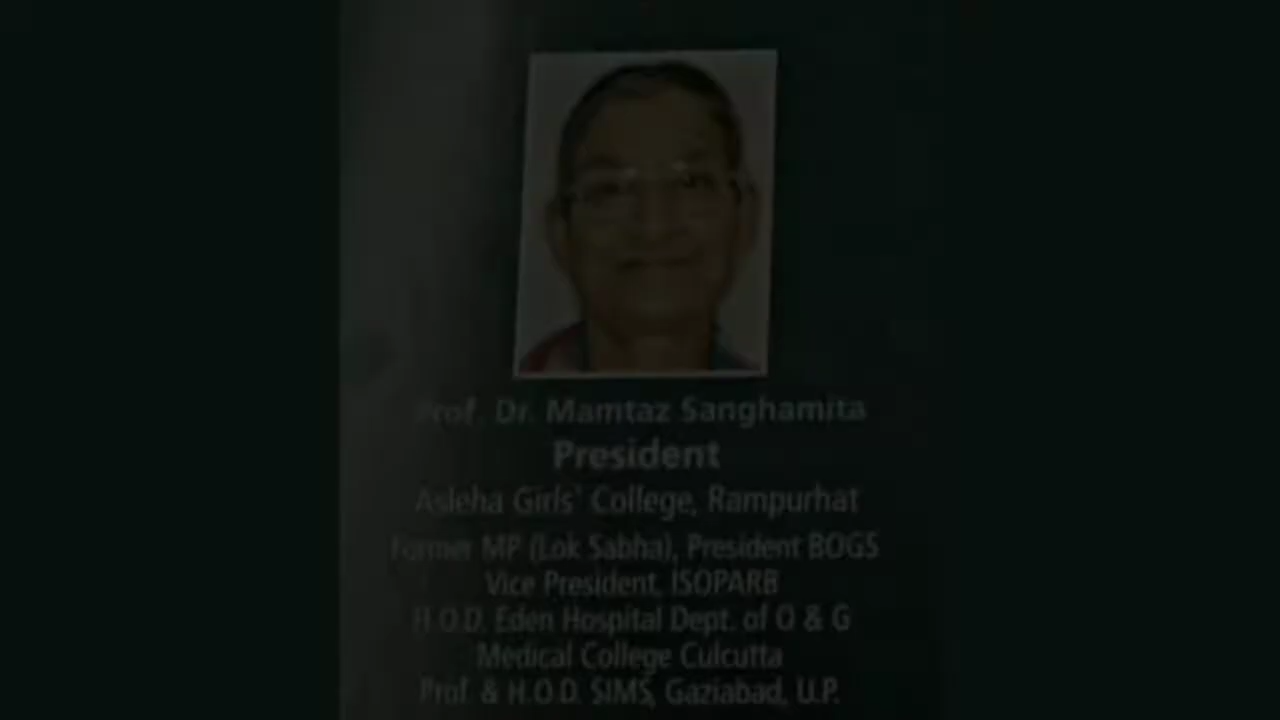 Prof. Dr. Mamtaz Sanghamita
President
Asleha Girls' College, Rampurhat
Former MP (Lok Sabha), President BOGS
Vice President, ISOPARB
H.O.D. Eden Hospital Dept. of O & G
Medical College Culcutta
Prof. & H.O.D. SIMS, Gaziabad, U.P.